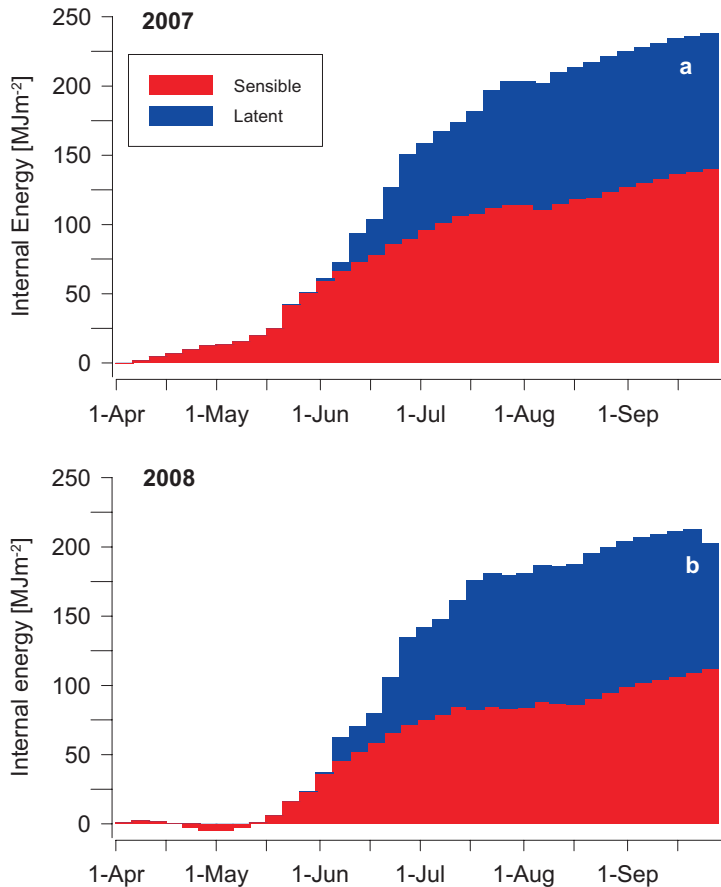 2007
Sensible
Latent
a
Internal Energy [MJm⁻²]
250
200
150
100
50
0
1-Apr 1-May 1-Jun 1-Jul 1-Aug 1-Sep
2008
b
Internal energy [MJm⁻²]
250
200
150
100
50
0
1-Apr 1-May 1-Jun 1-Jul 1-Aug 1-Sep